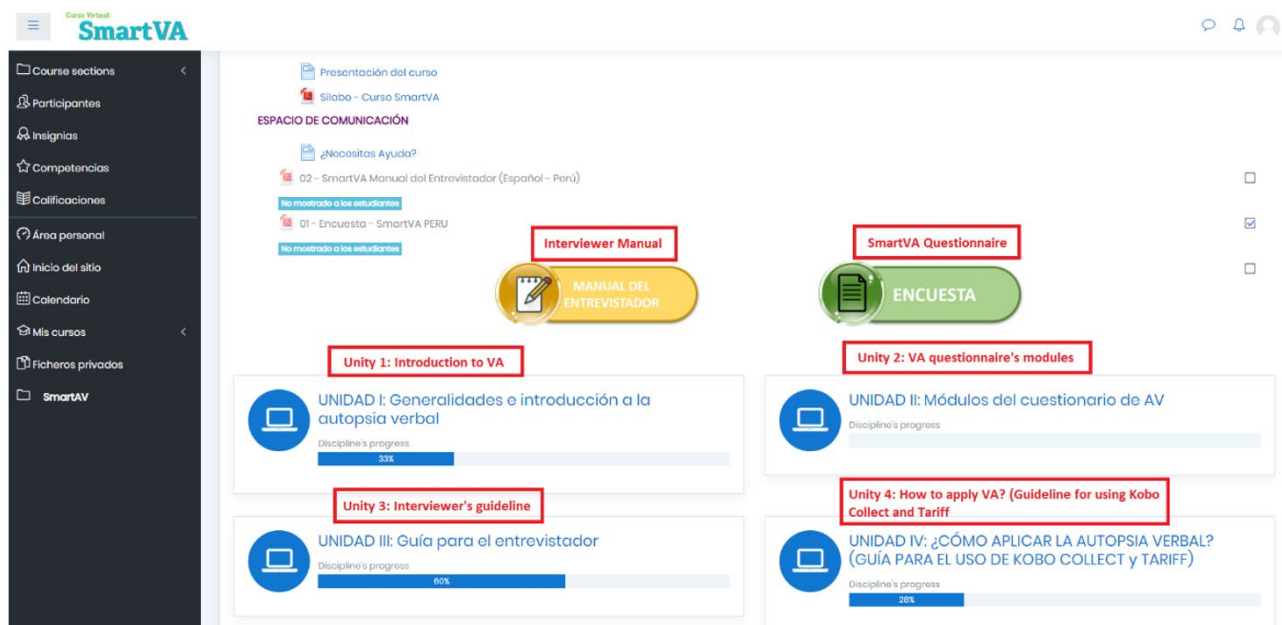 Curso Virtual:
SmartVA
Course sections
Participantes
Insignias
Competencias
Calificaciones
Área personal
Inicio del sitio
Calendario
Mis cursos
Ficheros privados
SmartAV
Presentación del curso
Sílabo - Curso SmartVA
ESPACIO DE COMUNICACIÓN
¿Necesitas Ayuda?
02 - SmartVA Manual del Entrevistador (Español - Perú)
No mostrado a los estudiantes
01 - Encuesta - SmartVA PERU
No mostrado a los estudiantes
Interviewer Manual
SmartVA Questionnaire
MANUAL DEL
ENTREVISTADOR
ENCUESTA
Unity 1: Introduction to VA
Unity 2: VA questionnaire's modules
UNIDAD I: Generalidades e introducción a la
autopsia verbal
Discipline's progress
33%
UNIDAD II: Módulos del cuestionario de AV
Discipline's progress
Unity 3: Interviewer's guideline
Unity 4: How to apply VA? (Guideline for using Kobo
Collect and Tariff
UNIDAD III: Guía para el entrevistador
Discipline's progress
60%
UNIDAD IV: ¿CÓMO APLICAR LA AUTOPSIA VERBAL?
(GUÍA PARA EL USO DE KOBO COLLECT y TARIFF)
Discipline's progress
28%